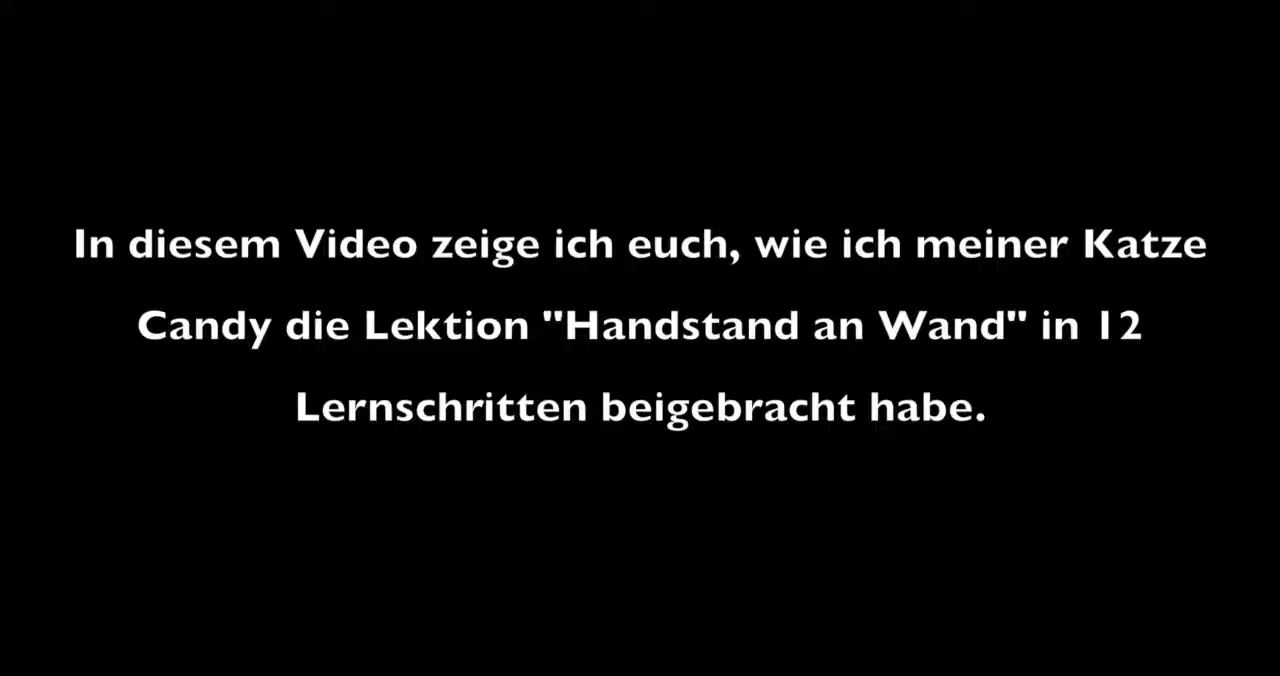 In diesem Video zeige ich euch, wie ich meiner Katze
Candy die Lektion "Handstand an Wand" in 12
Lernschritten beigebracht habe.